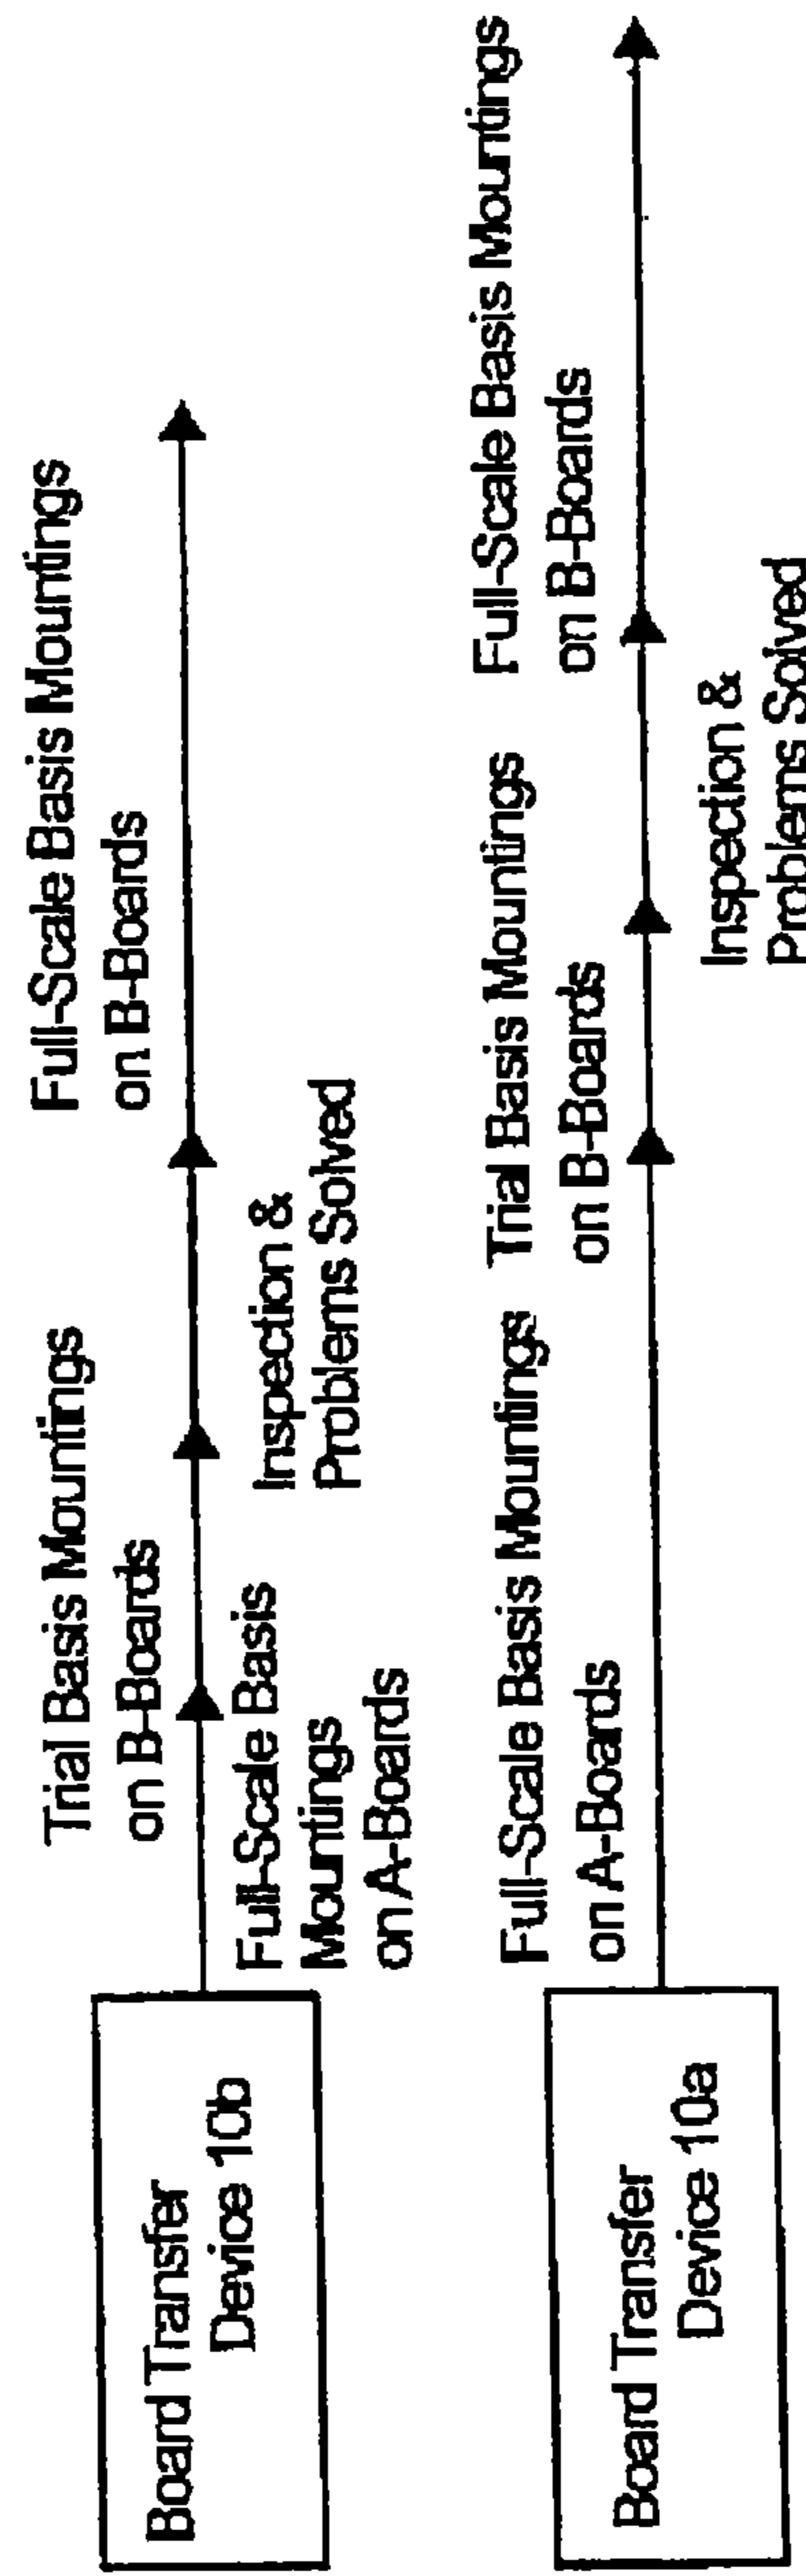 Board Transfer
Device 10b
Full-Scale Basis
Mountings
on A-Boards
Trial Basis Mountings
on B-Boards
Inspection &
Problems Solved
Full-Scale Basis Mountings
on B-Boards
Board Transfer
Device 10a
Full-Scale Basis Mountings
on A-Boards
Trial Basis Mountings
on B-Boards
Inspection &
Problems Solved
Full-Scale Basis Mountings
on B-Boards